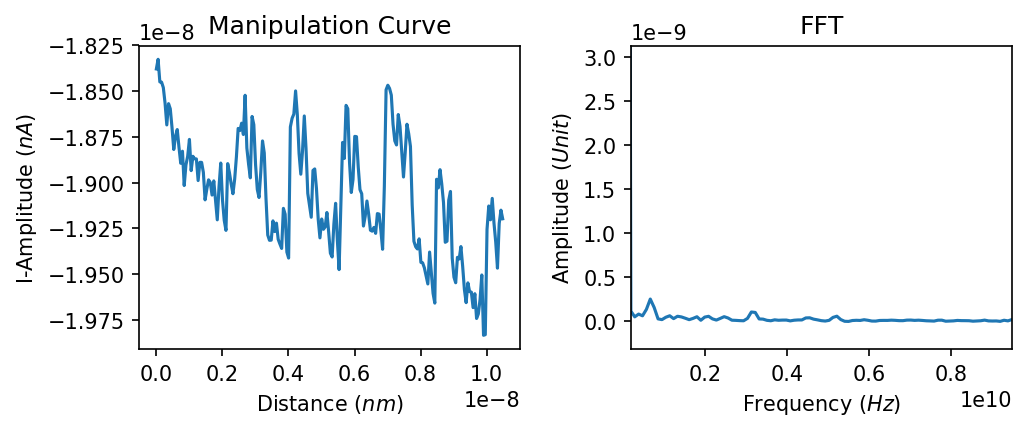 Manipulation Curve
1e−8
−1.825
−1.850
−1.875
−1.900
−1.925
−1.950
−1.975
I-Amplitude (nA)
0.0 0.2 0.4 0.6 0.8 1.0
1e−8
Distance (nm)
FFT
1e−9
3.0
2.5
2.0
1.5
1.0
0.5
0.0
Amplitude (Unit)
0.2 0.4 0.6 0.8
1e10
Frequency (Hz)